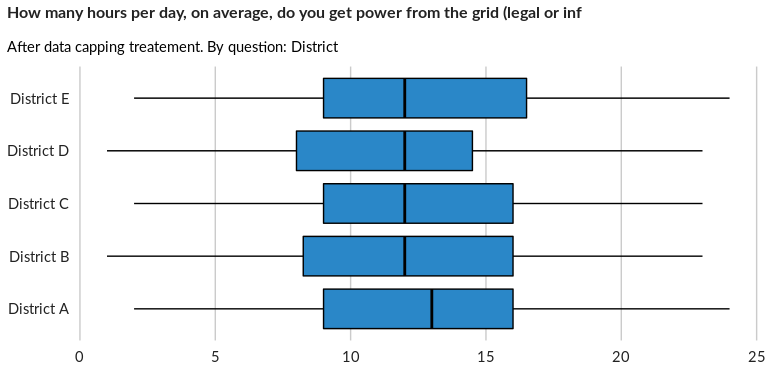 How many hours per day, on average, do you get power from the grid (legal or inf
After data capping treatement. By question: District
District E
District D
District C
District B
District A
0 5 10 15 20 25